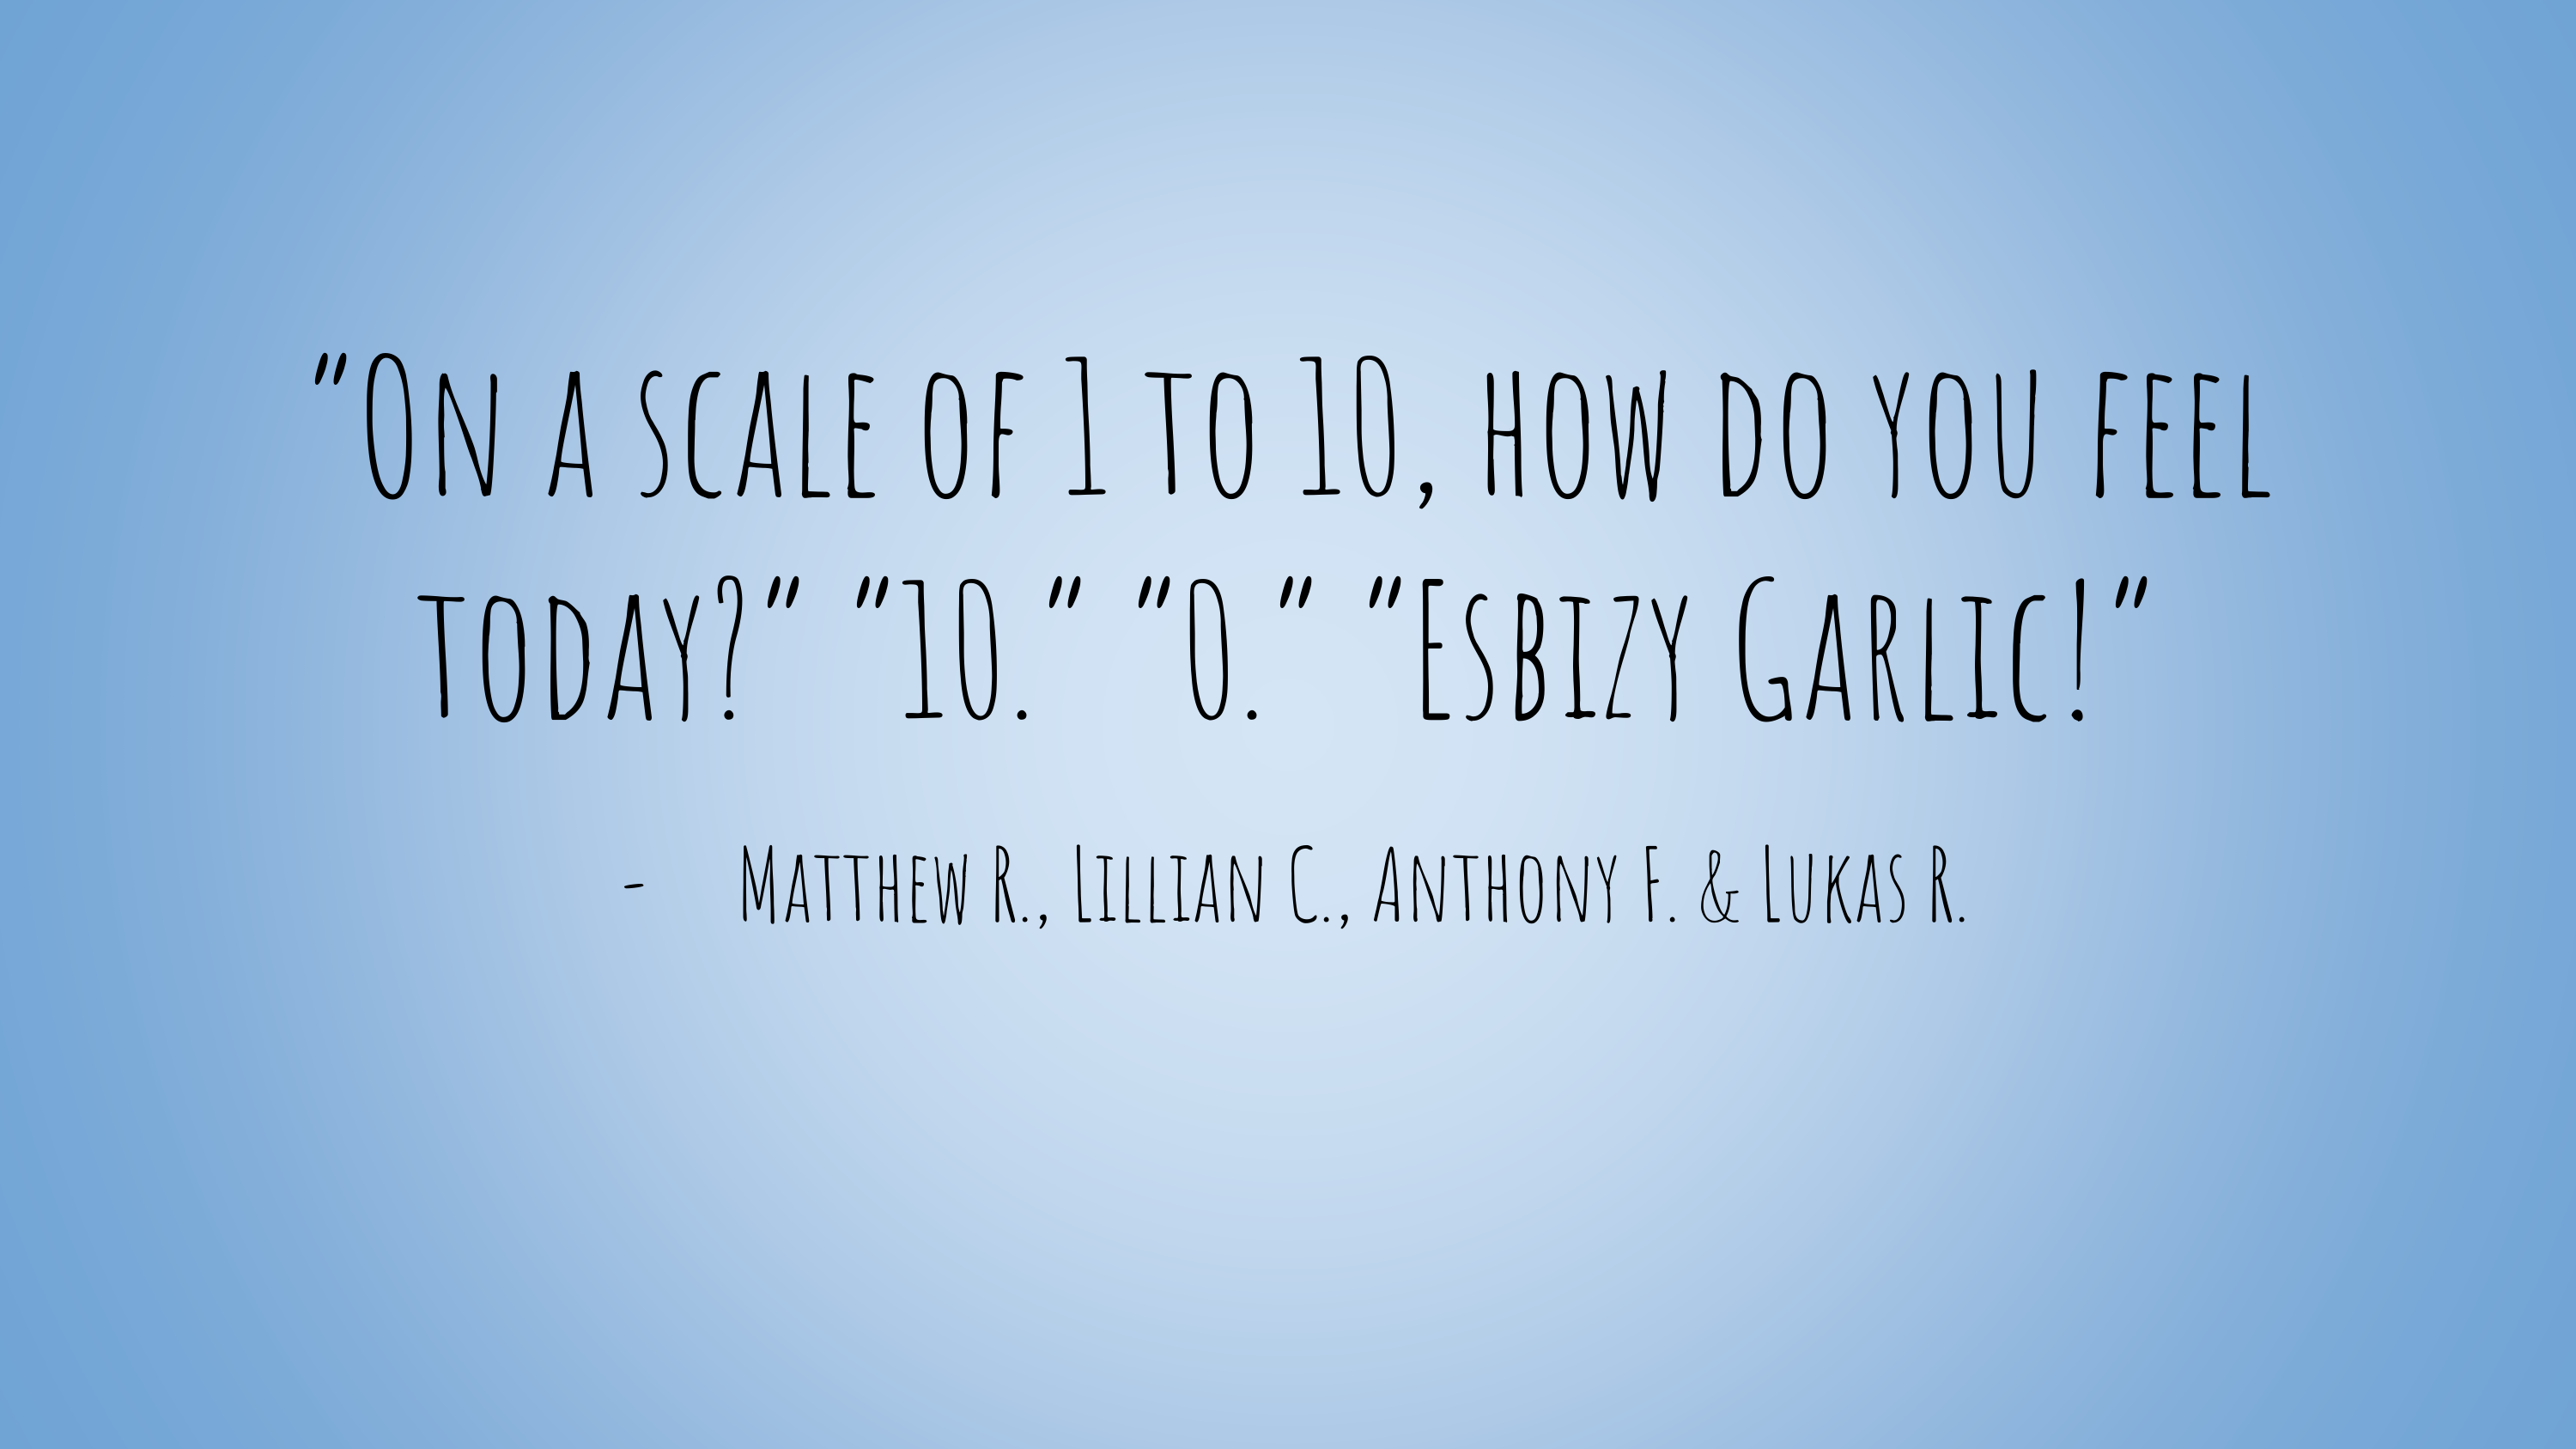 "On a scale of 1 to 10, how do you feel
today?" "10." "0." "Esbizy Garlic!"
- Matthew R., Lillian C., Anthony F. & Lukas R.